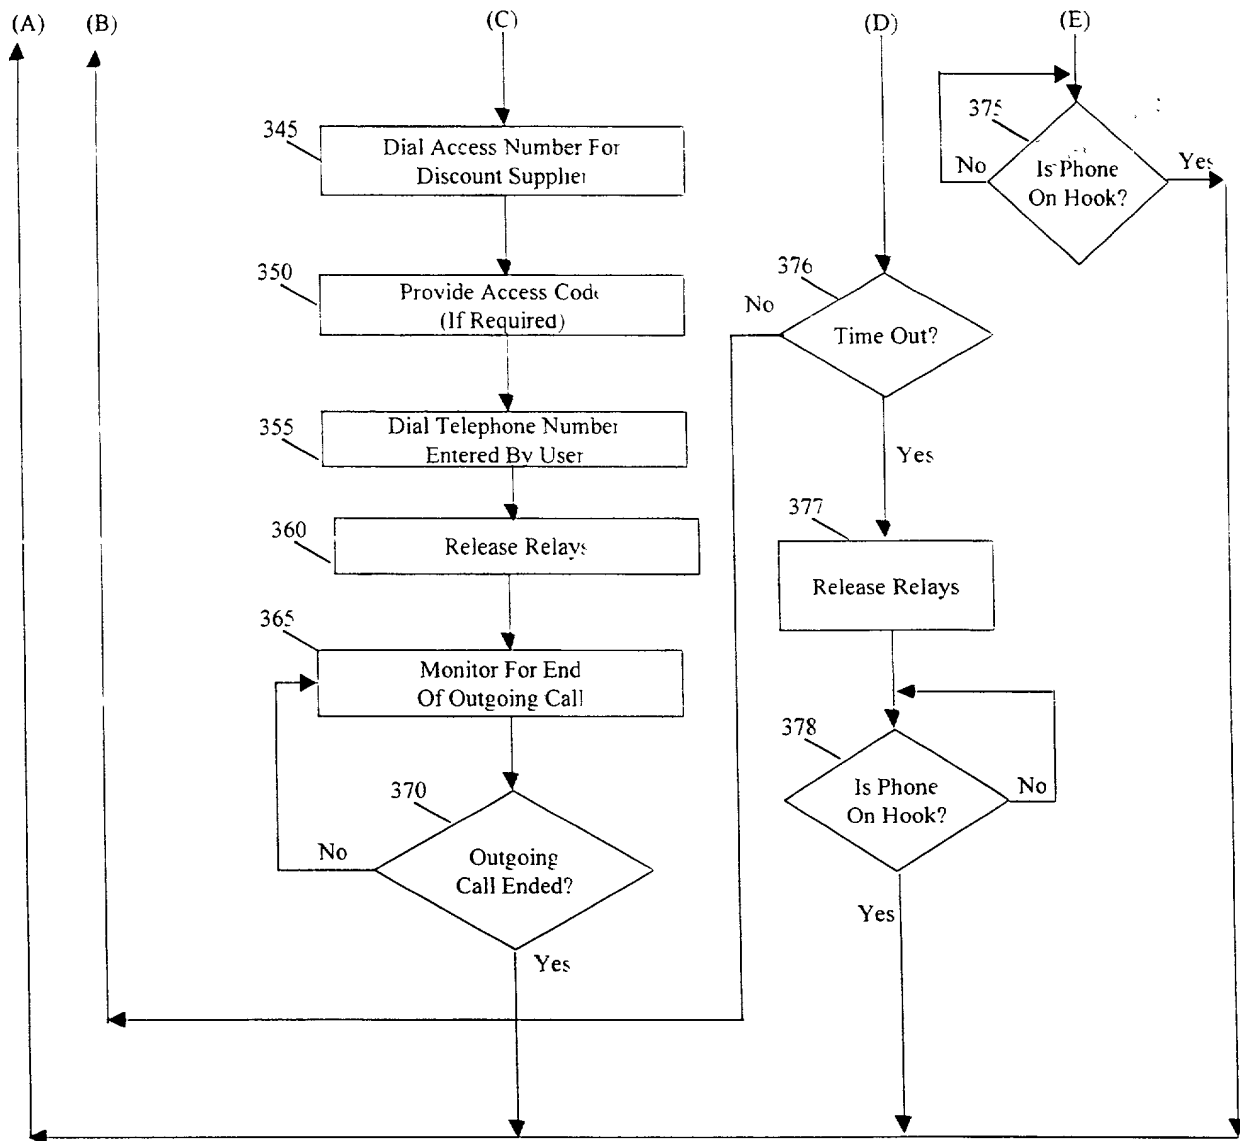 (A) (B) (C) (D) (E)
345
Dial Access Number For
Discount Supplier
350
Provide Access Code
(If Required)
355
Dial Telephone Number
Entered By User
360
Release Relays
365
Monitor For End
Of Outgoing Call
370
Outgoing
Call Ended?
No
Yes
376
Time Out?
No
Yes
377
Release Relays
378
Is Phone
On Hook?
No
Yes
375
Is Phone
On Hook?
No
Yes